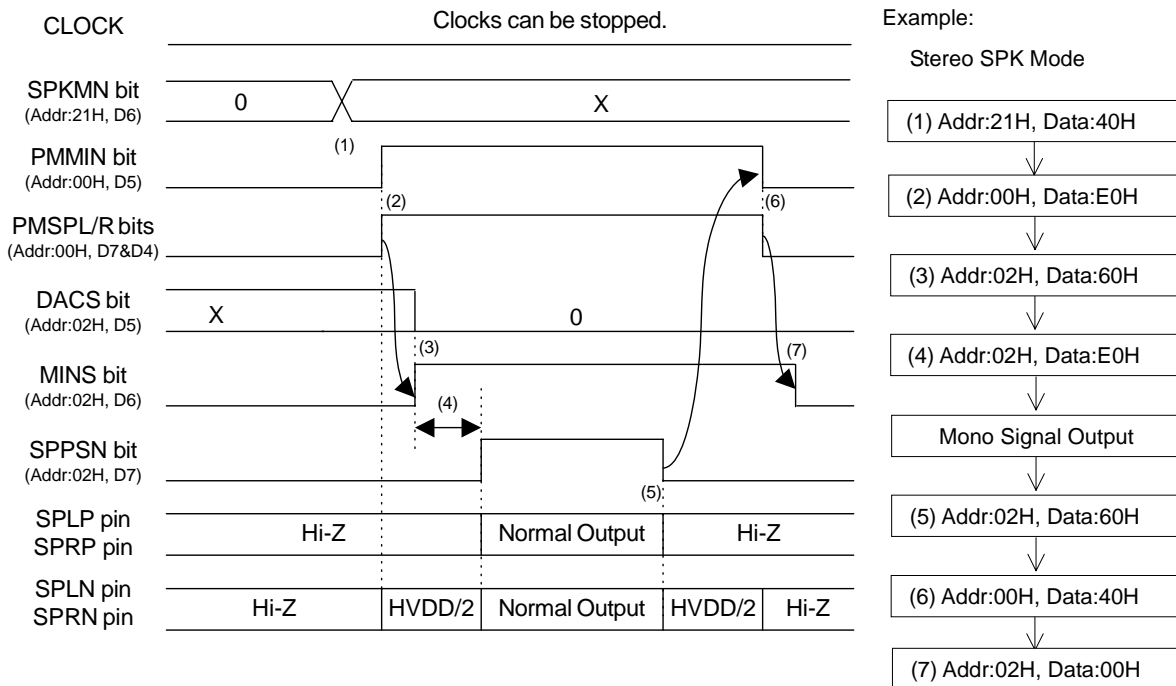 CLOCK
Clocks can be stopped.
SPKMN bit
(Addr:21H, D6)
0
X
(1)
PMMIN bit
(Addr:00H, D5)
(2)
(6)
PMSPL/R bits
(Addr:00H, D7&D4)
DACS bit
(Addr:02H, D5)
X
0
(3)
(7)
MINS bit
(Addr:02H, D6)
(4)
SPPSN bit
(Addr:02H, D7)
(5)
SPLP pin
SPRP pin
Hi-Z
Normal Output
Hi-Z
SPLN pin
SPRN pin
Hi-Z
HVDD/2
Normal Output
HVDD/2
Hi-Z
Example:
Stereo SPK Mode
(1) Addr:21H, Data:40H
(2) Addr:00H, Data:E0H
(3) Addr:02H, Data:60H
(4) Addr:02H, Data:E0H
Mono Signal Output
(5) Addr:02H, Data:60H
(6) Addr:00H, Data:40H
(7) Addr:02H, Data:00H